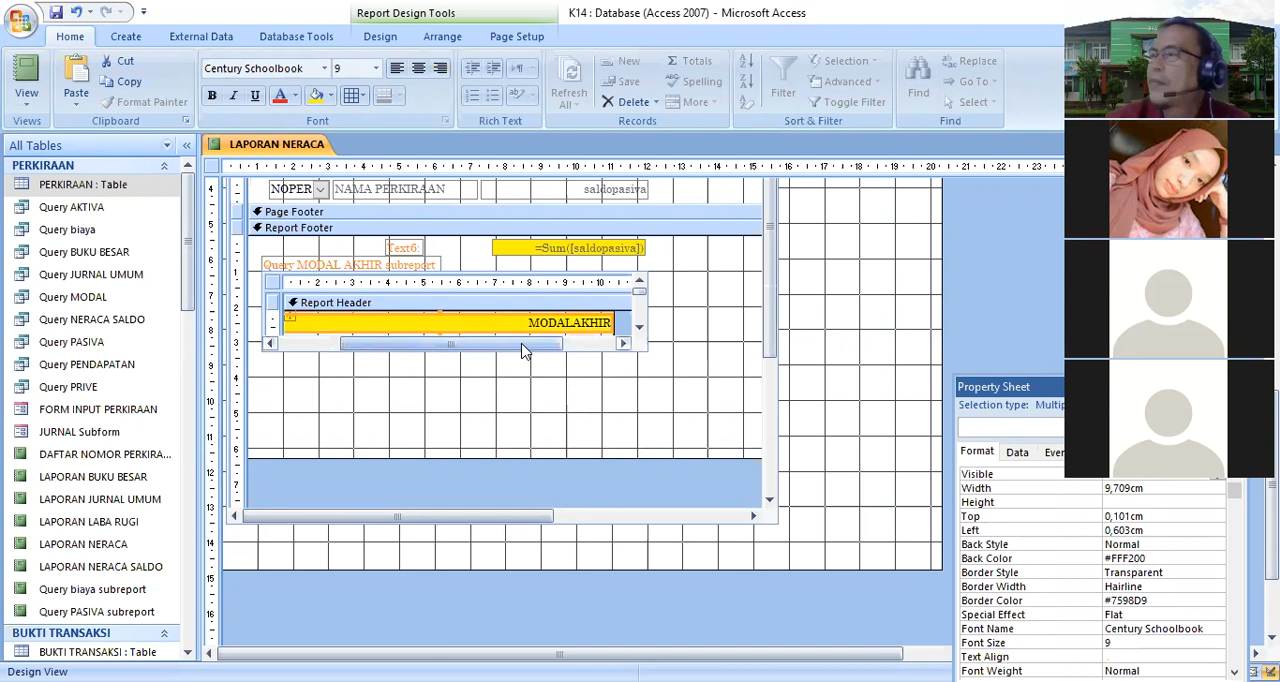 Report Design Tools
K14 : Database (Access 2007) - Microsoft Access
Home
Create
External Data
Database Tools
Design
Arrange
Page Setup
View
Views
Paste
Cut
Copy
Format Painter
Clipboard
Century Schoolbook
9
B I U A
Font
Rich Text
Refresh All
New
Save
Delete
Totals
Spelling
More
Records
Filter
Selection
Advanced
Toggle Filter
Sort & Filter
Find
Replace
Go To
Select
Find
All Tables
PERKIRAAN
PERKIRAAN : Table
Query AKTIVA
Query biaya
Query BUKU BESAR
Query JURNAL UMUM
Query MODAL
Query NERACA SALDO
Query PASIVA
Query PENDAPATAN
Query PRIVE
FORM INPUT PERKIRAAN
JURNAL Subform
DAFTAR NOMOR PERKIRA...
LAPORAN BUKU BESAR
LAPORAN JURNAL UMUM
LAPORAN LABA RUGI
LAPORAN NERACA
LAPORAN NERACA SALDO
Query biaya subreport
Query PASIVA subreport
BUKTI TRANSAKSI
BUKTI TRANSAKSI : Table
LAPORAN NERACA
NOPER
NAMA PERKIRAAN
saldopasiva
Page Footer
Report Footer
Text6:
=Sum([saldopasiva])
Query MODAL AKHIR subreport
Report Header
MODALAKHIR
Property Sheet
Selection type: Multip
Format
Data
Even
Visible
Width 9,709cm
Height
Top 0,101cm
Left 0,603cm
Back Style Normal
Back Color #FFF200
Border Style Transparent
Border Width Hairline
Border Color #7598D9
Special Effect Flat
Font Name Century Schoolbook
Font Size 9
Text Align
Font Weight Normal
Design View